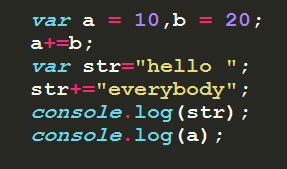 var a = 10,b = 20;
a+=b;
var str="hello ";
str+="everybody";
console.log(str);
console.log(a);